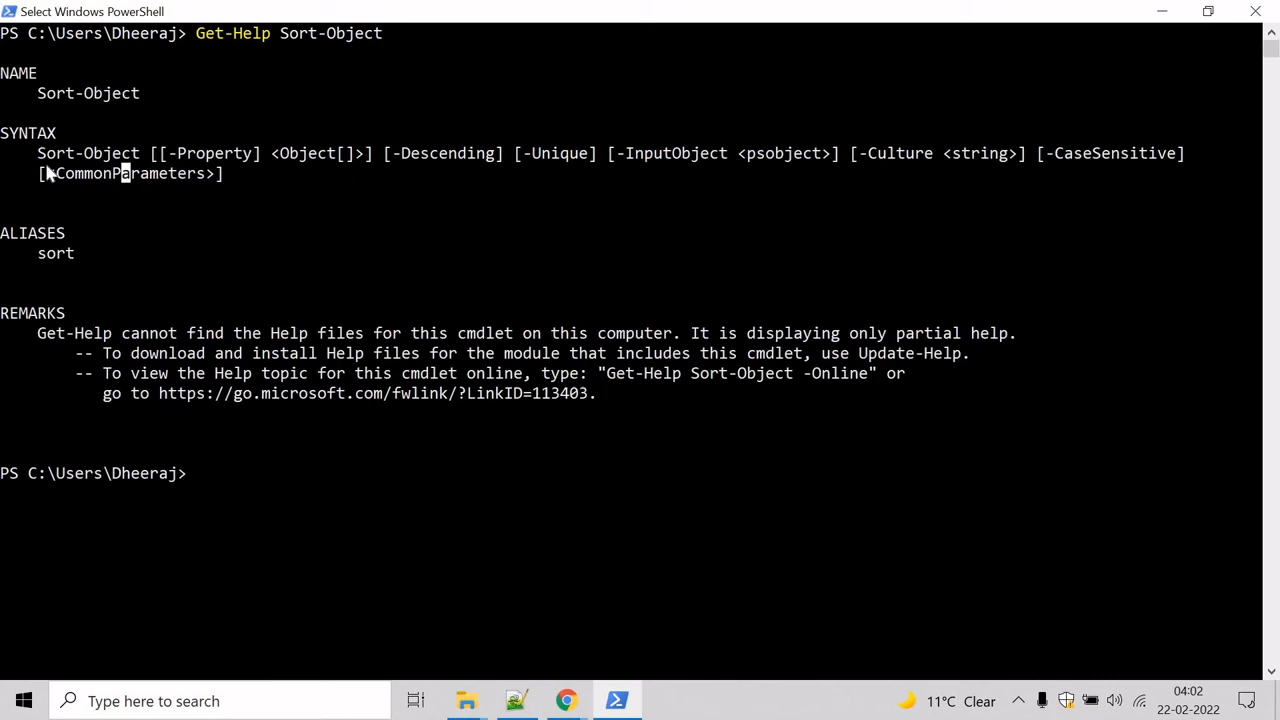 Select Windows PowerShell
PS C:\Users\Dheeraj> Get-Help Sort-Object
NAME
Sort-Object
SYNTAX
Sort-Object [[-Property] <Object[]>] [-Descending] [-Unique] [-InputObject <psobject>] [-Culture <string>] [-CaseSensitive]
[<CommonParameters>]
ALIASES
sort
REMARKS
Get-Help cannot find the Help files for this cmdlet on this computer. It is displaying only partial help.
-- To download and install Help files for the module that includes this cmdlet, use Update-Help.
-- To view the Help topic for this cmdlet online, type: "Get-Help Sort-Object -Online" or
go to https://go.microsoft.com/fwlink/?LinkID=113403.
PS C:\Users\Dheeraj>
Type here to search
11°C Clear
04:02
22-02-2022